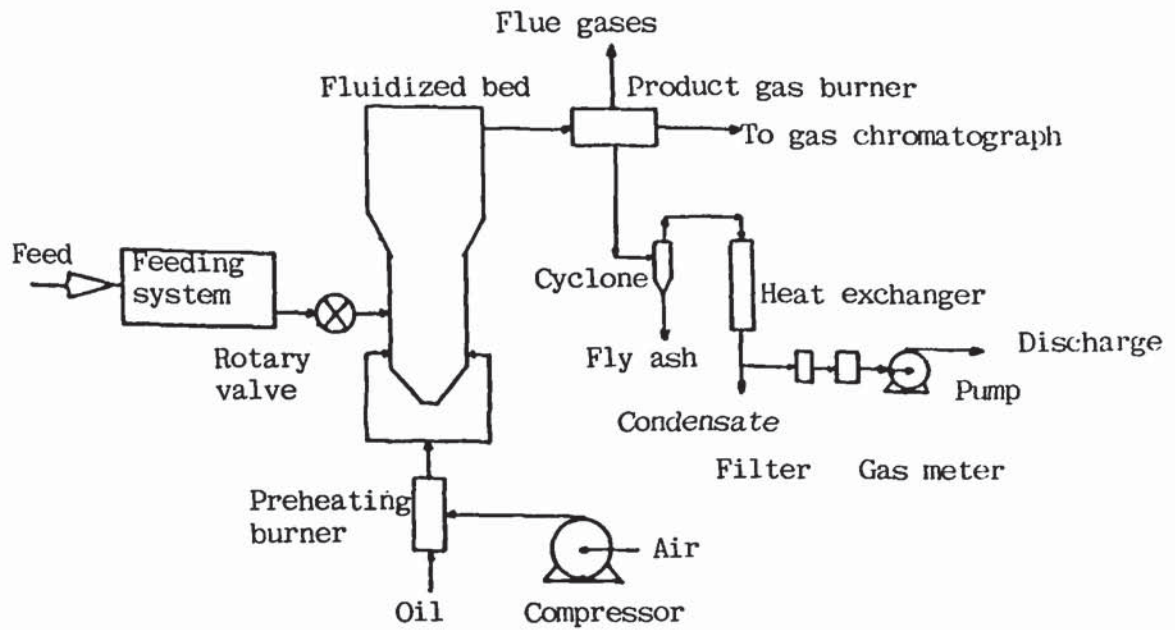 Flue gases
Fluidized bed
Product gas burner
To gas chromatograph
Feed
Feeding
system
Cyclone
Heat exchanger
Rotary
valve
Fly ash
Discharge
Pump
Condensate
Filter
Gas meter
Preheating
burner
Air
Oil
Compressor